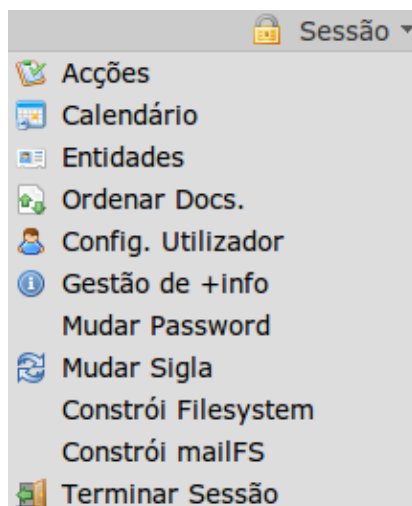 Sessão
Acções
Calendário
Entidades
Ordenar Docs.
Config. Utilizador
Gestão de +info
Mudar Password
Mudar Sigla
Constrói Filesystem
Constrói mailFS
Terminar Sessão